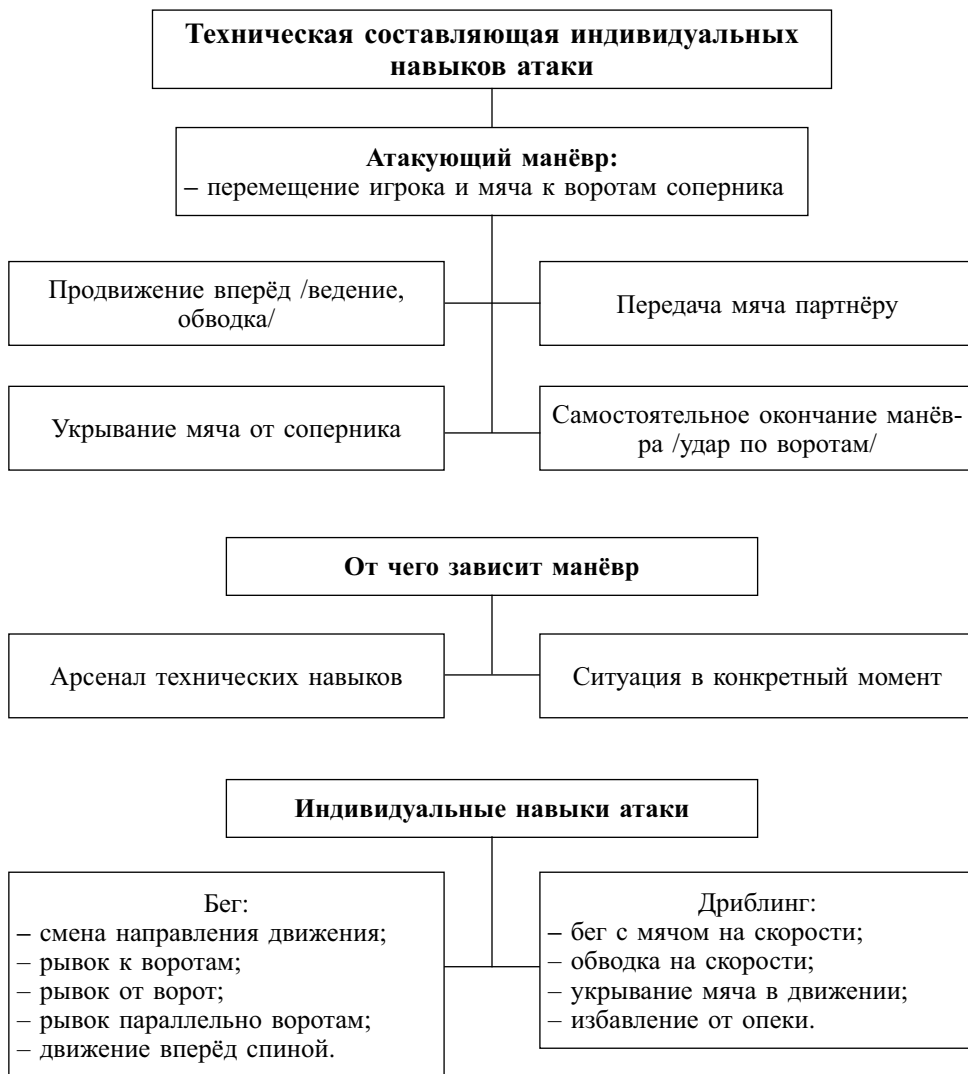 Техническая составляющая индивидуальных
навыков атаки
Атакующий манёвр:
– перемещение игрока и мяча к воротам соперника
Продвижение вперёд /ведение,
обводка/
Передача мяча партнёру
Укрывание мяча от соперника
Самостоятельное окончание манёв-
ра /удар по воротам/
От чего зависит манёвр
Арсенал технических навыков
Ситуация в конкретный момент
Индивидуальные навыки атаки
Бег:
– смена направления движения;
– рывок к воротам;
– рывок от ворот;
– рывок параллельно воротам;
– движение вперёд спиной.
Дриблинг:
– бег с мячом на скорости;
– обводка на скорости;
– укрывание мяча в движении;
– избавление от опеки.